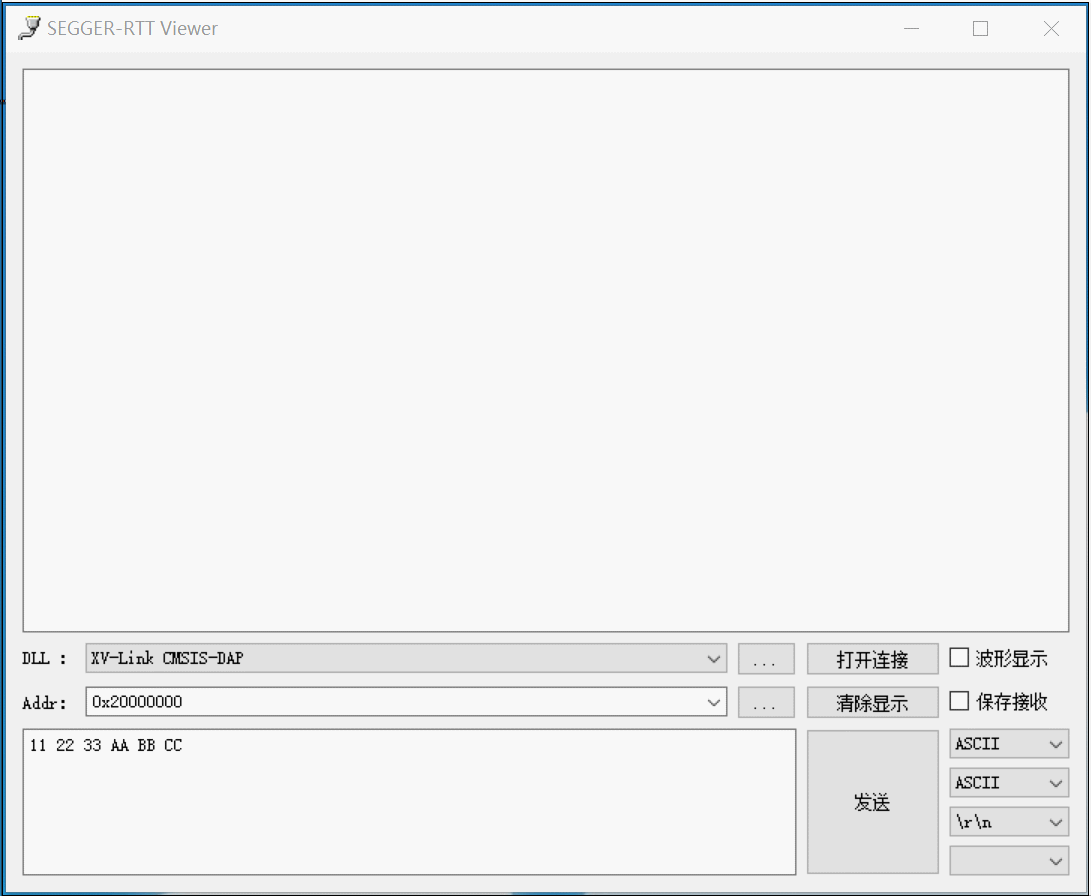 SEGGER-RTT Viewer
DLL : XV-Link CMSIS-DAP ... 打开连接 波形显示
Addr: 0x20000000 ... 清除显示 保存接收
11 22 33 AA BB CC
发送
ASCII
ASCII
\r\n